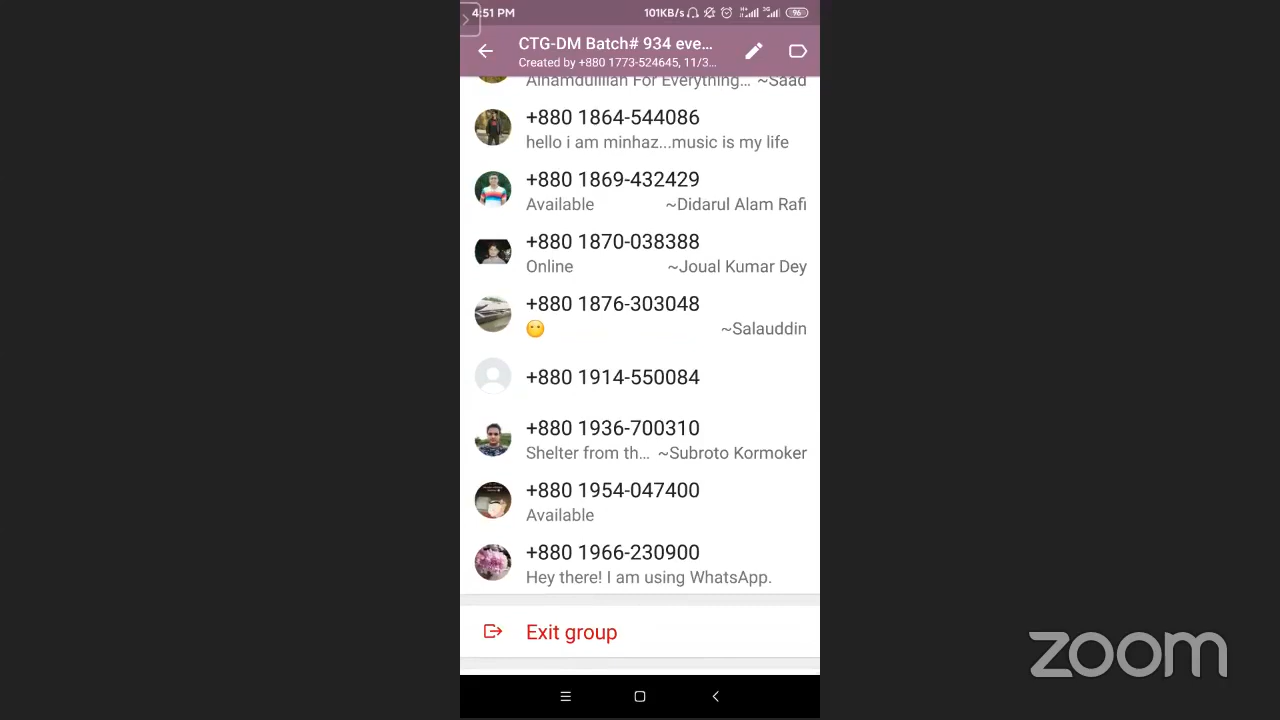 4:51 PM
101KB/s
96
CTG-DM Batch# 934 eve...
Created by +880 1773-524645, 11/3...
Alhamdulillah For Everything... ~Saad
+880 1864-544086
hello i am minhaz...music is my life
+880 1869-432429
Available ~Didarul Alam Rafi
+880 1870-038388
Online ~Joual Kumar Dey
+880 1876-303048
😶 ~Salauddin
+880 1914-550084
+880 1936-700310
Shelter from th... ~Subroto Kormoker
+880 1954-047400
Available
+880 1966-230900
Hey there! I am using WhatsApp.
Exit group
zoom